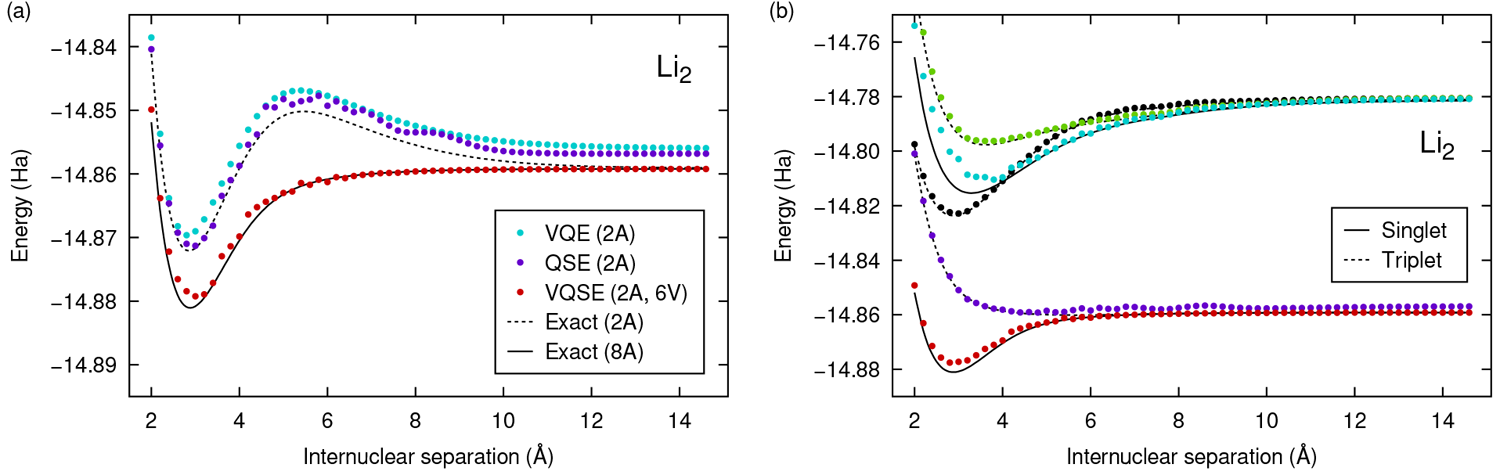 (a)
Energy (Ha)
−14.84
−14.85
−14.86
−14.87
−14.88
−14.89
Li2
VQE (2A)
QSE (2A)
VQSE (2A, 6V)
Exact (2A)
Exact (8A)
2 4 6 8 10 12 14
Internuclear separation (Å)
(b)
Energy (Ha)
−14.76
−14.78
−14.80
−14.82
−14.84
−14.86
−14.88
Li2
Singlet
Triplet
2 4 6 8 10 12 14
Internuclear separation (Å)